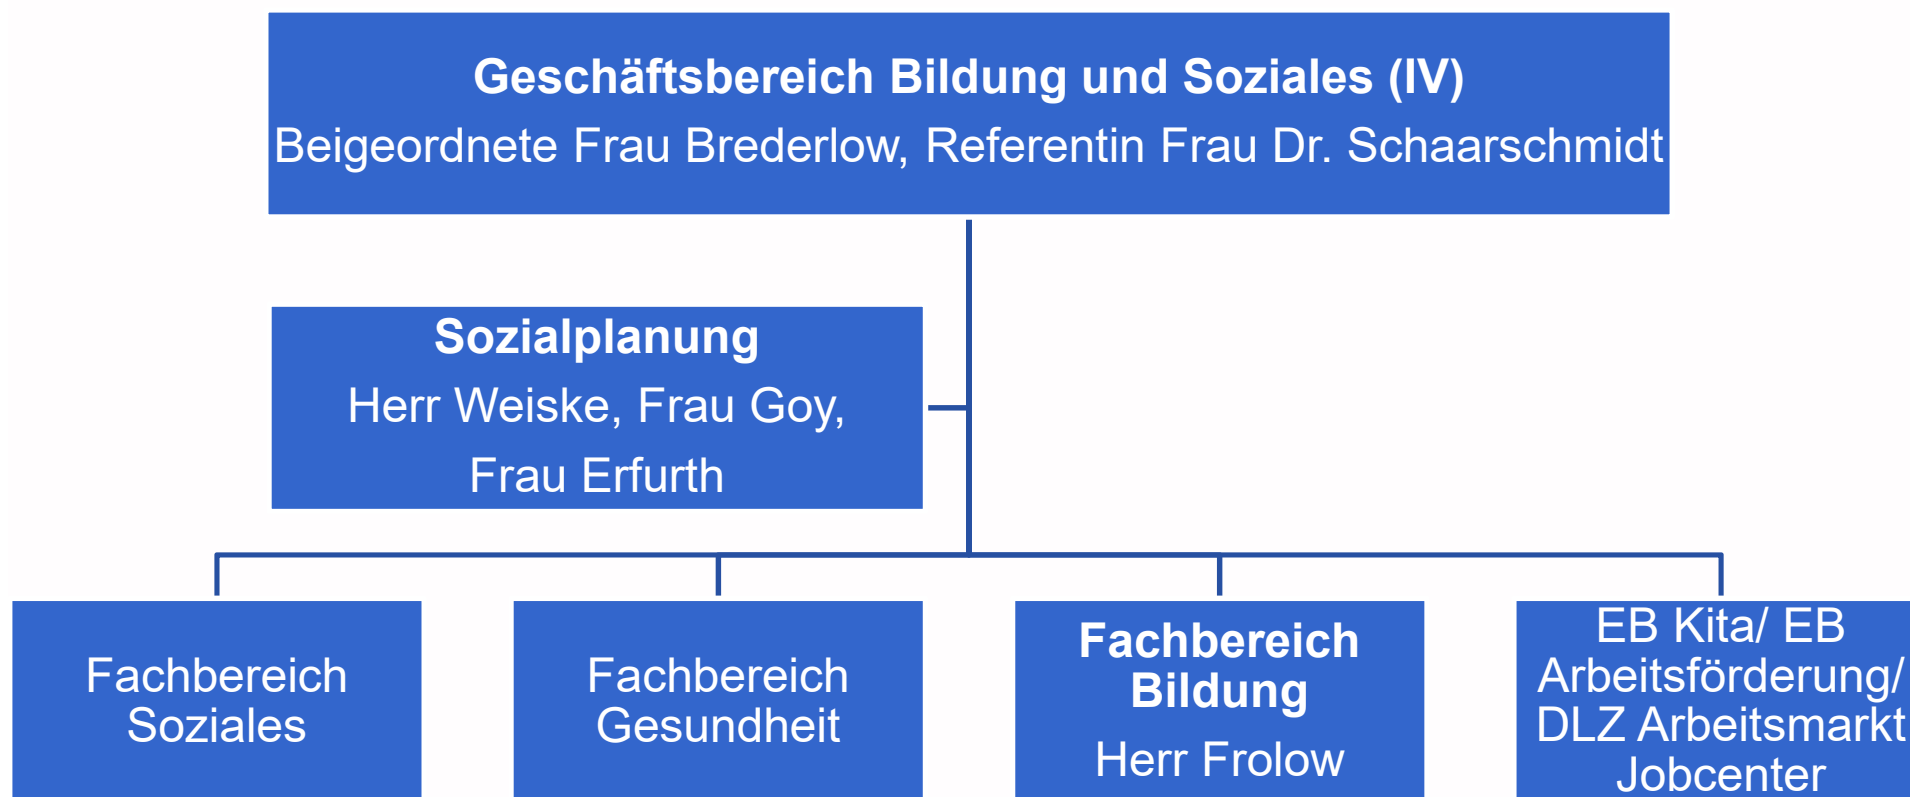 Geschäftsbereich Bildung und Soziales (IV)
Beigeordnete Frau Brederlow, Referentin Frau Dr. Schaarschmidt
Sozialplanung
Herr Weiske, Frau Goy,
Frau Erfurth
Fachbereich
Soziales
Fachbereich
Gesundheit
Fachbereich
Bildung
Herr Frolow
EB Kita/ EB
Arbeitsförderung/
DLZ Arbeitsmarkt
Jobcenter